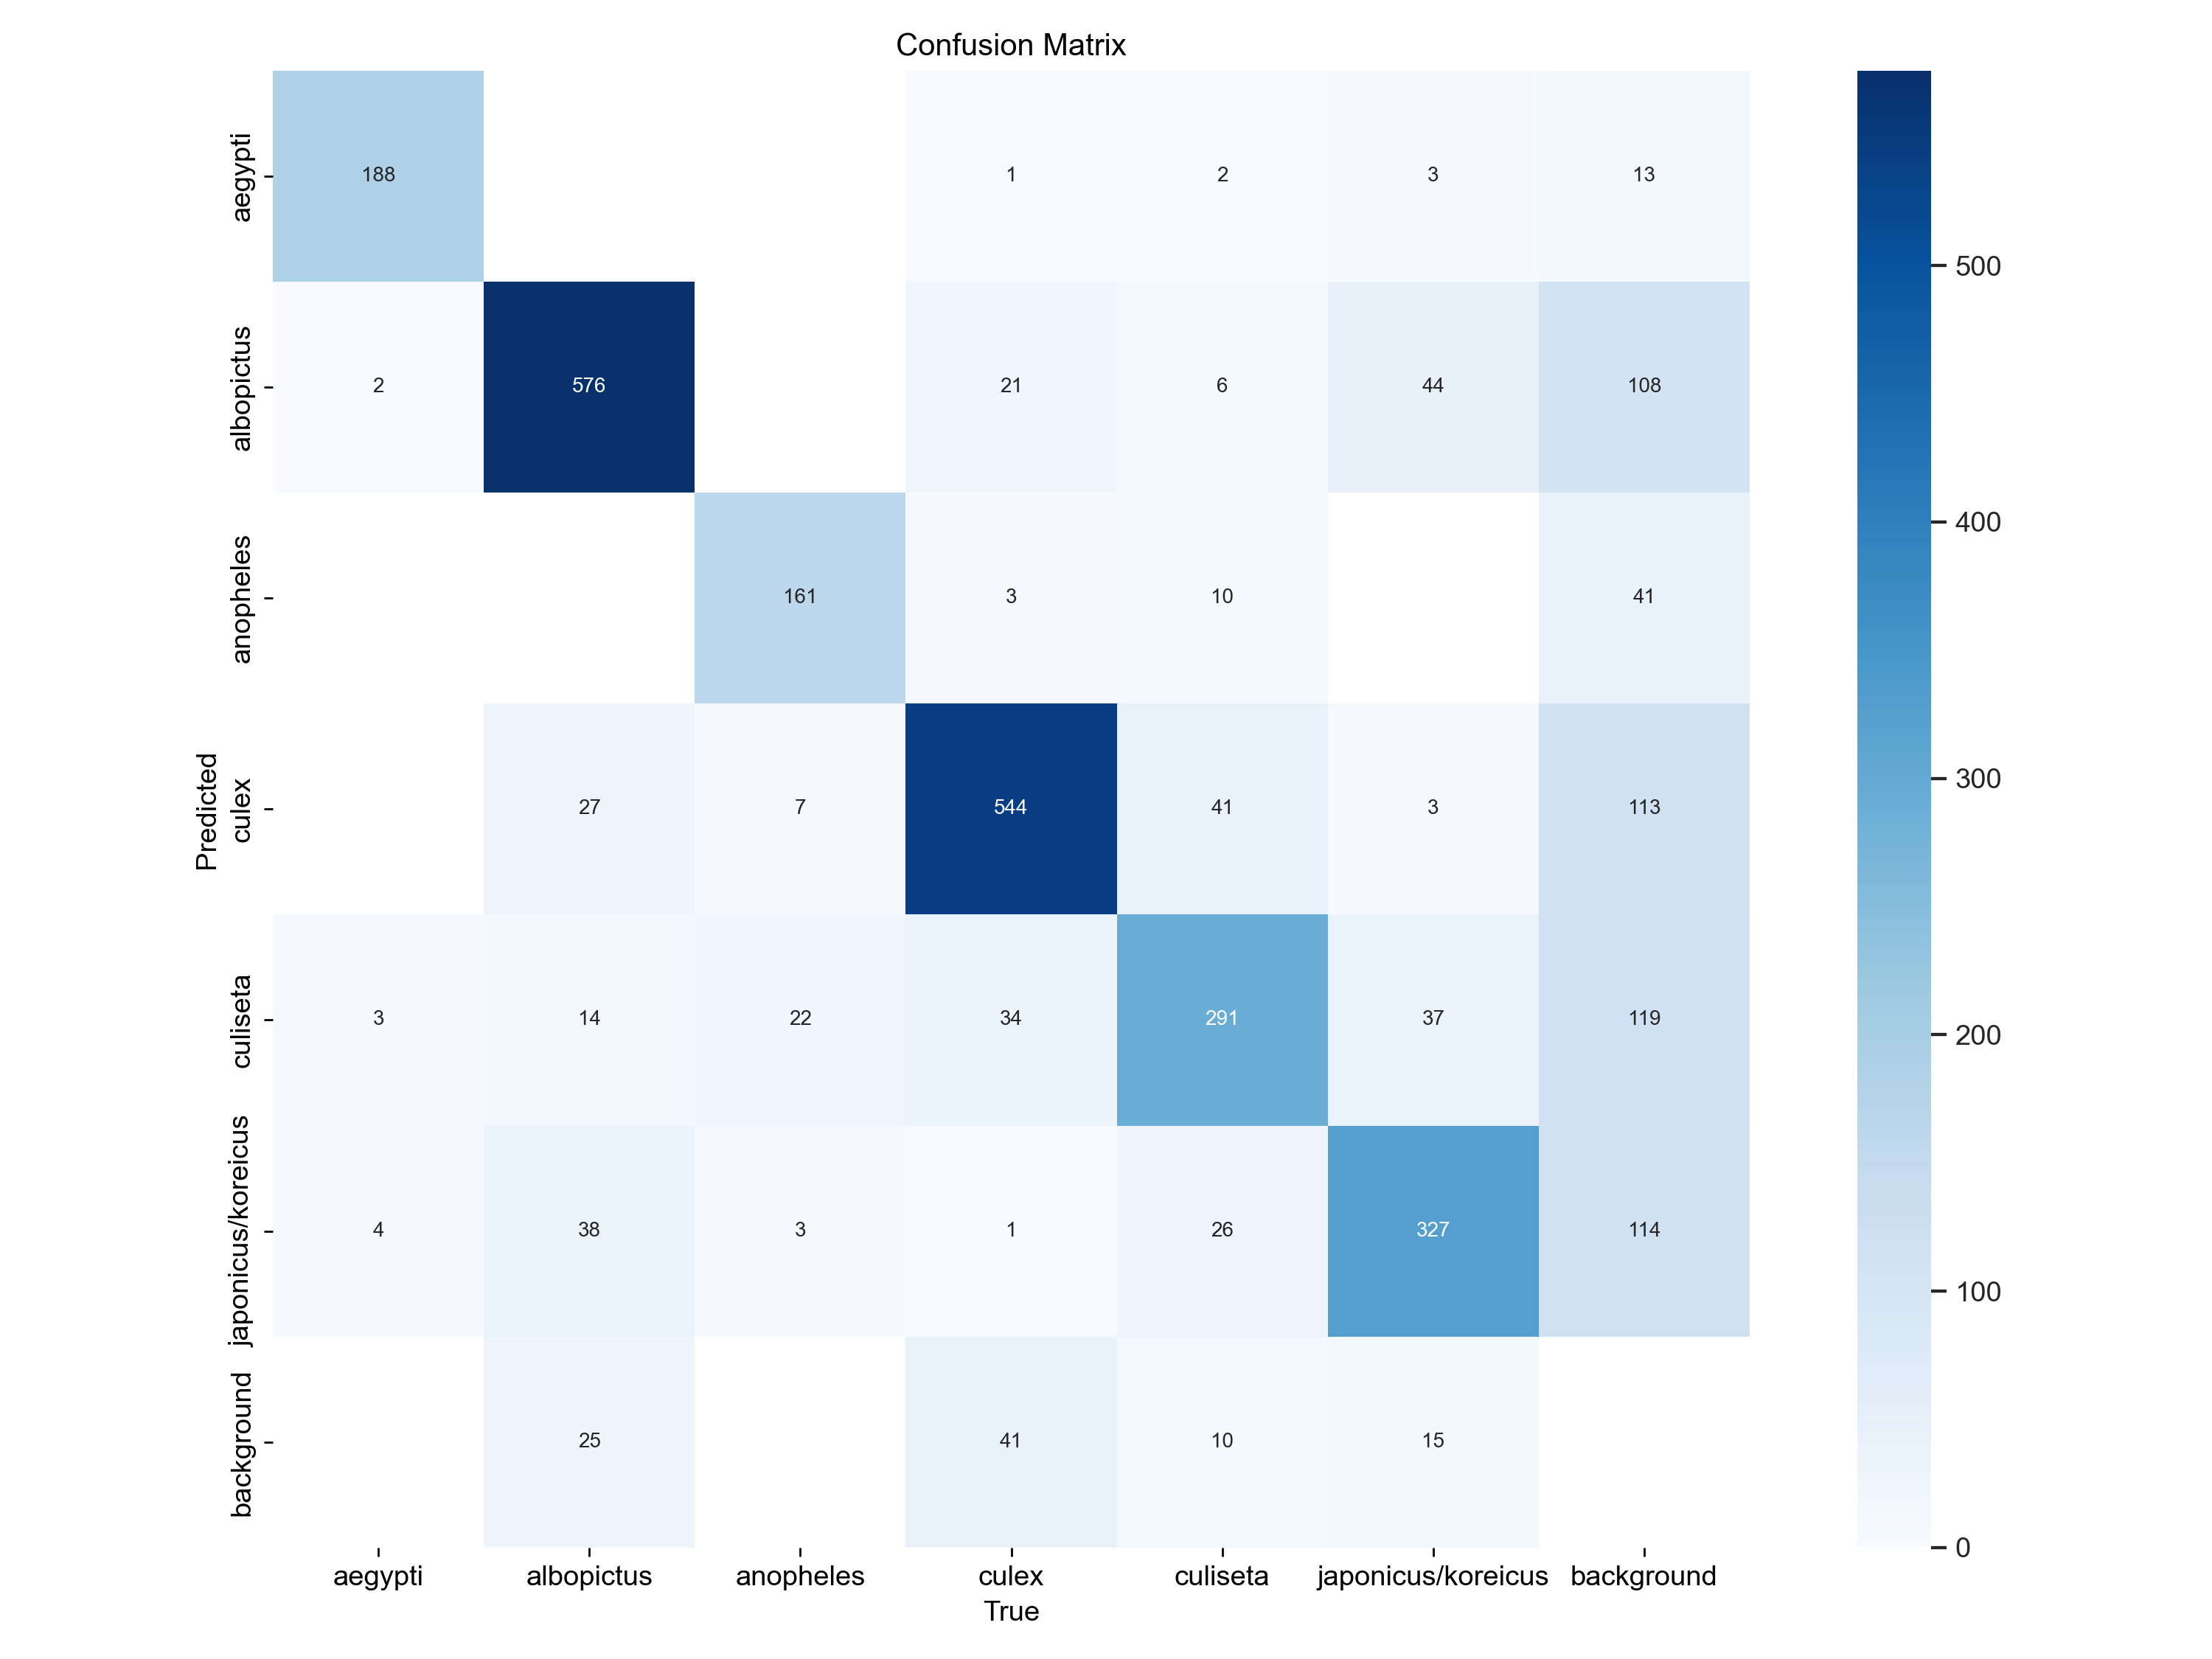 Confusion Matrix
aegypti 188 1 2 3 13
albopictus 2 576 21 6 44 108
anopheles 161 3 10 41
culex 27 7 544 41 3 113
culiseta 3 14 22 34 291 37 119
japonicus/koreicus 4 38 3 1 26 327 114
background 25 41 10 15
Predicted
aegypti albopictus anopheles culex culiseta japonicus/koreicus background
True
500
400
300
200
100
0